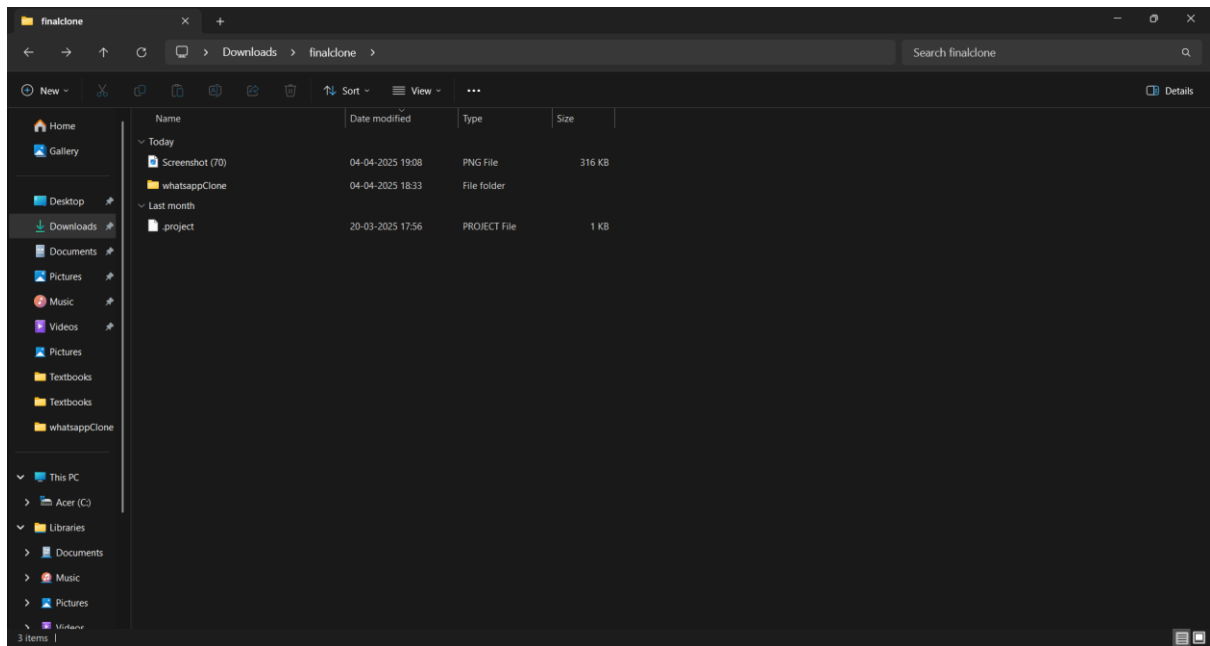 finalclone
Downloads > finalclone >
Search finalclone
New
Sort
View
Details
Home
Gallery
Desktop
Downloads
Documents
Pictures
Music
Videos
Pictures
Textbooks
Textbooks
whatsappClone
This PC
Acer (C:)
Libraries
Documents
Music
Pictures
Videos
Name Date modified Type Size
Today
Screenshot (70) 04-04-2025 19:08 PNG File 316 KB
whatsappClone 04-04-2025 18:33 File folder
Last month
.project 20-03-2025 17:56 PROJECT File 1 KB
3 items